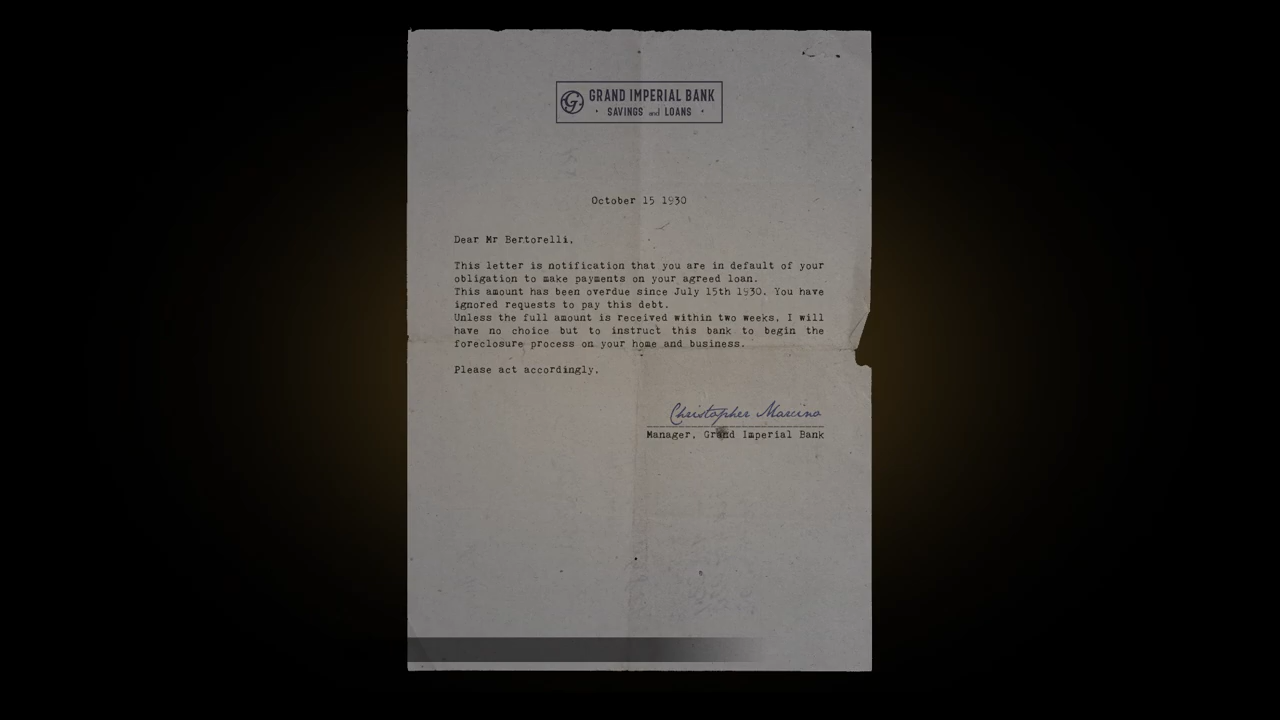 GRAND IMPERIAL BANK
· SAVINGS and LOANS ·
October 15 1930
Dear Mr Bertorelli,
This letter is notification that you are in default of your
obligation to make payments on your agreed loan.
This amount has been overdue since July 15th 1930. You have
ignored requests to pay this debt.
Unless the full amount is received within two weeks, I will
have no choice but to instruct this bank to begin the
foreclosure process on your home and business.
Please act accordingly.
Christopher Marcino
Manager, Grand Imperial Bank